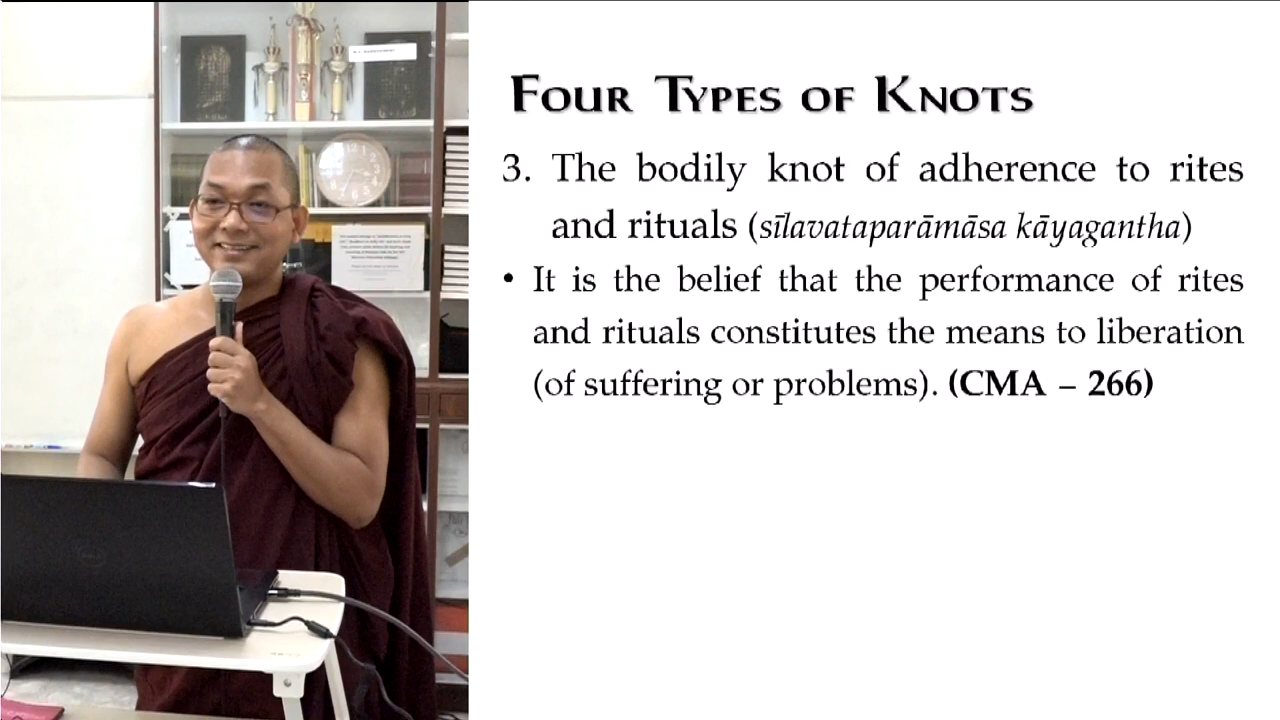 FOUR TYPES OF KNOTS
3. The bodily knot of adherence to rites
and rituals (sīlavataparāmāsa kāyagantha)
• It is the belief that the performance of rites
and rituals constitutes the means to liberation
(of suffering or problems). (CMA – 266)
DELL